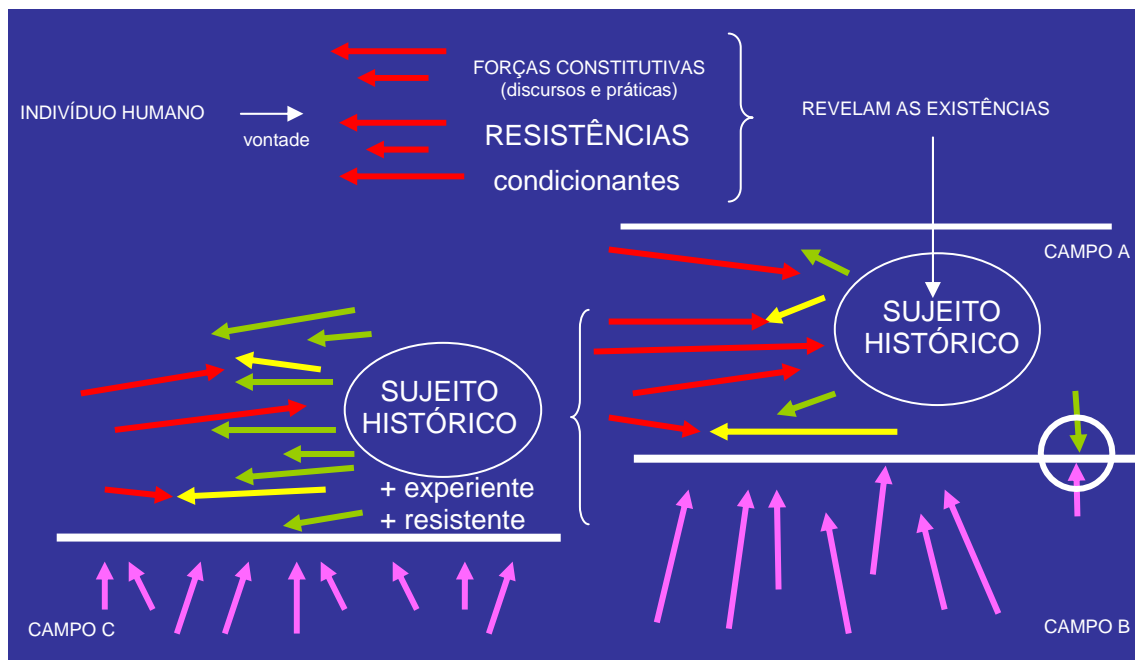 INDIVÍDUO HUMANO
vontade
FORÇAS CONSTITUTIVAS
(discursos e práticas)
RESISTÊNCIAS
condicionantes
REVELAM AS EXISTÊNCIAS
CAMPO A
SUJEITO
HISTÓRICO
SUJEITO
HISTÓRICO
+ experiente
+ resistente
CAMPO C
CAMPO B